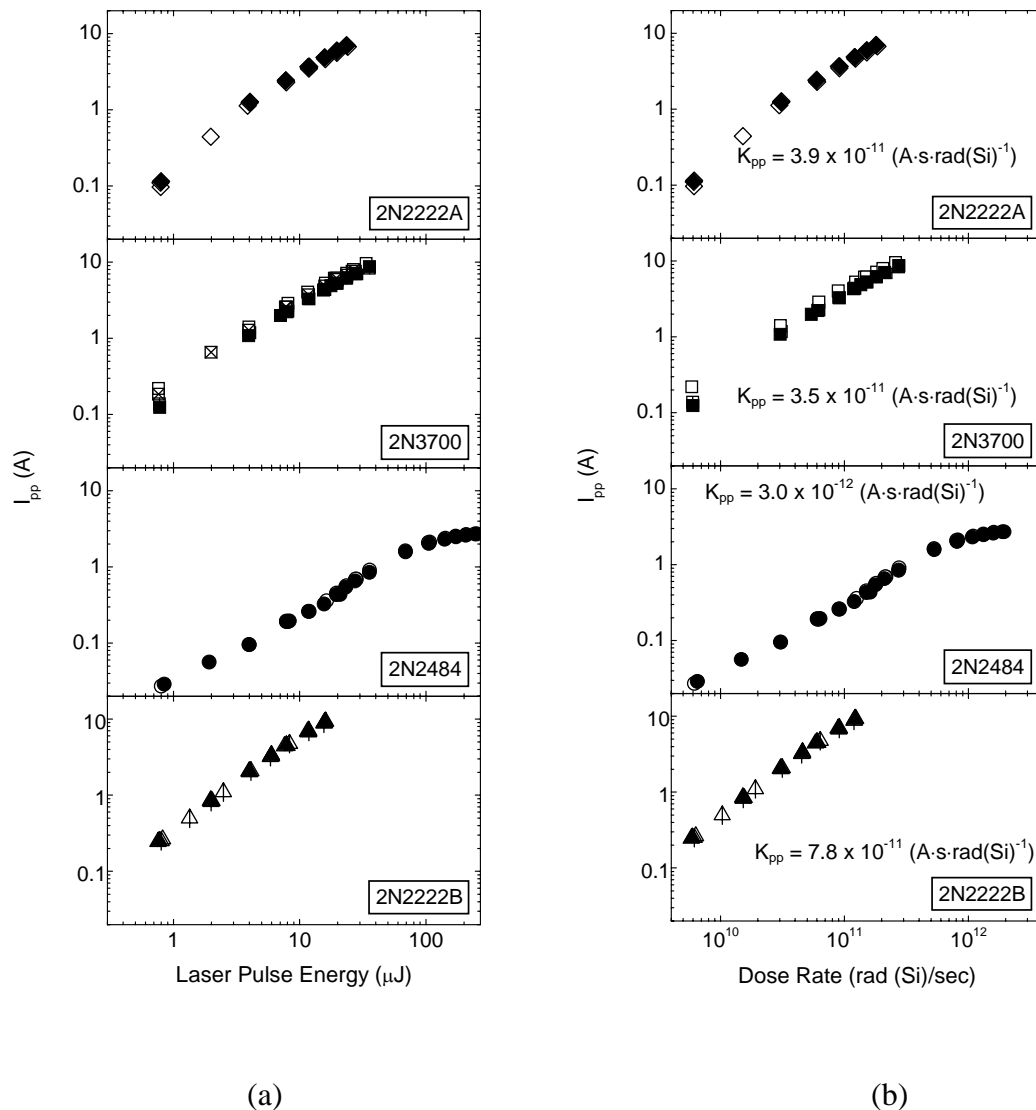 10
1
0.1
2N2222A
10
1
0.1
2N3700
10
1
0.1
2N2484
10
1
0.1
2N2222B
1 10 100
Laser Pulse Energy (μJ)
I_pp (A)
(a)
10
1
0.1
K_pp = 3.9 x 10^-11 (A·s·rad(Si)^-1)
2N2222A
10
1
0.1
K_pp = 3.5 x 10^-11 (A·s·rad(Si)^-1)
2N3700
K_pp = 3.0 x 10^-12 (A·s·rad(Si)^-1)
10
1
0.1
2N2484
10
1
0.1
K_pp = 7.8 x 10^-11 (A·s·rad(Si)^-1)
2N2222B
10^10 10^11 10^12
Dose Rate (rad (Si)/sec)
I_pp (A)
(b)